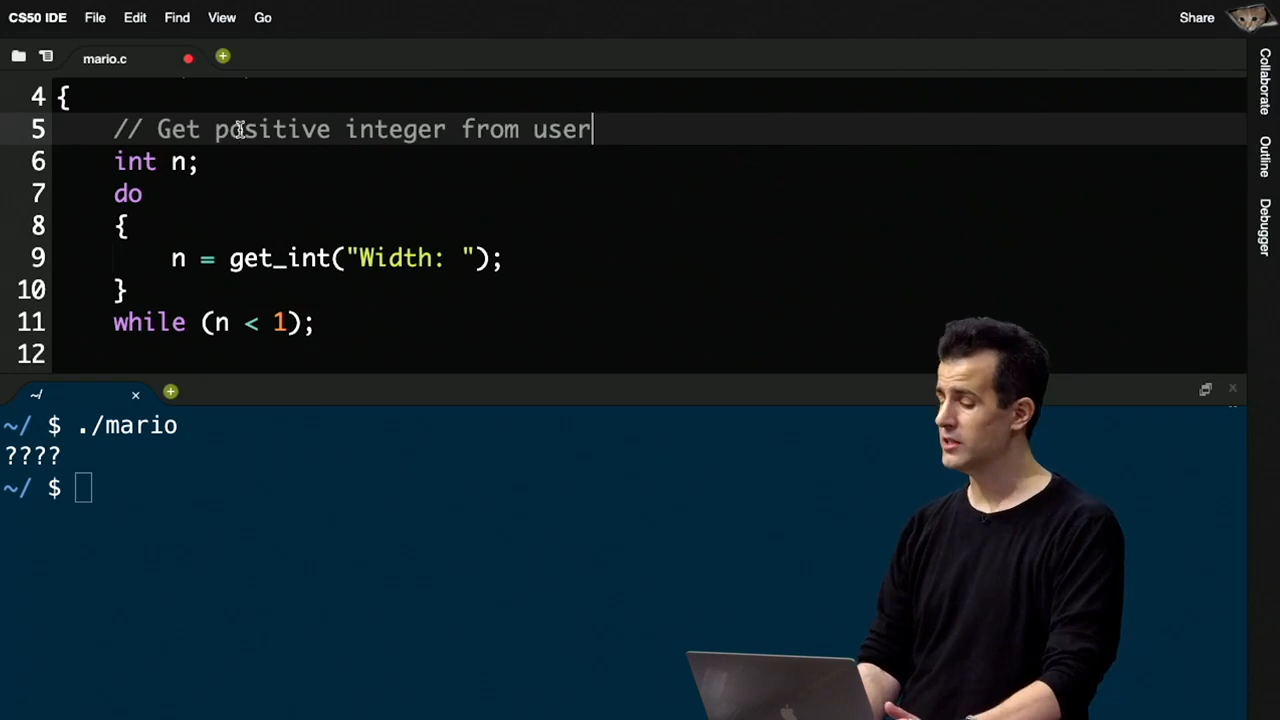 CS50 IDE File Edit Find View Go Share
mario.c
4 {
5 // Get positive integer from user
6 int n;
7 do
8 {
9 n = get_int("Width: ");
10 }
11 while (n < 1);
12
~/
~/ $ ./mario
????
~/ $
Collaborate
Outline
Debugger